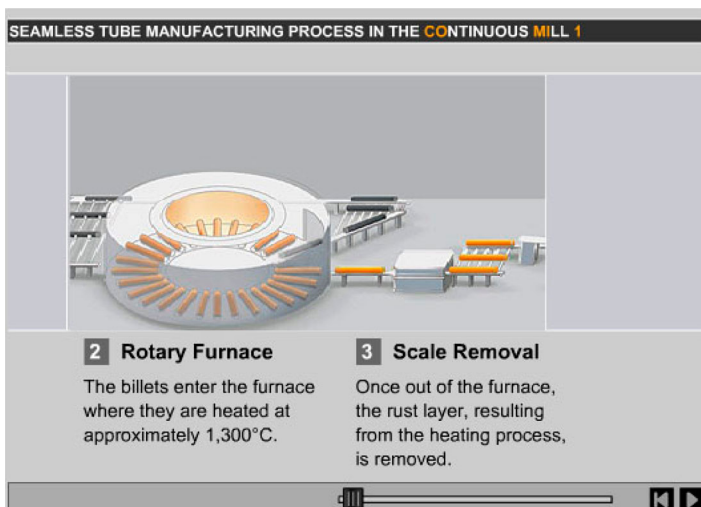 SEAMLESS TUBE MANUFACTURING PROCESS IN THE CONTINUOUS MILL 1
2 Rotary Furnace
The billets enter the furnace
where they are heated at
approximately 1,300°C.
3 Scale Removal
Once out of the furnace,
the rust layer, resulting
from the heating process,
is removed.